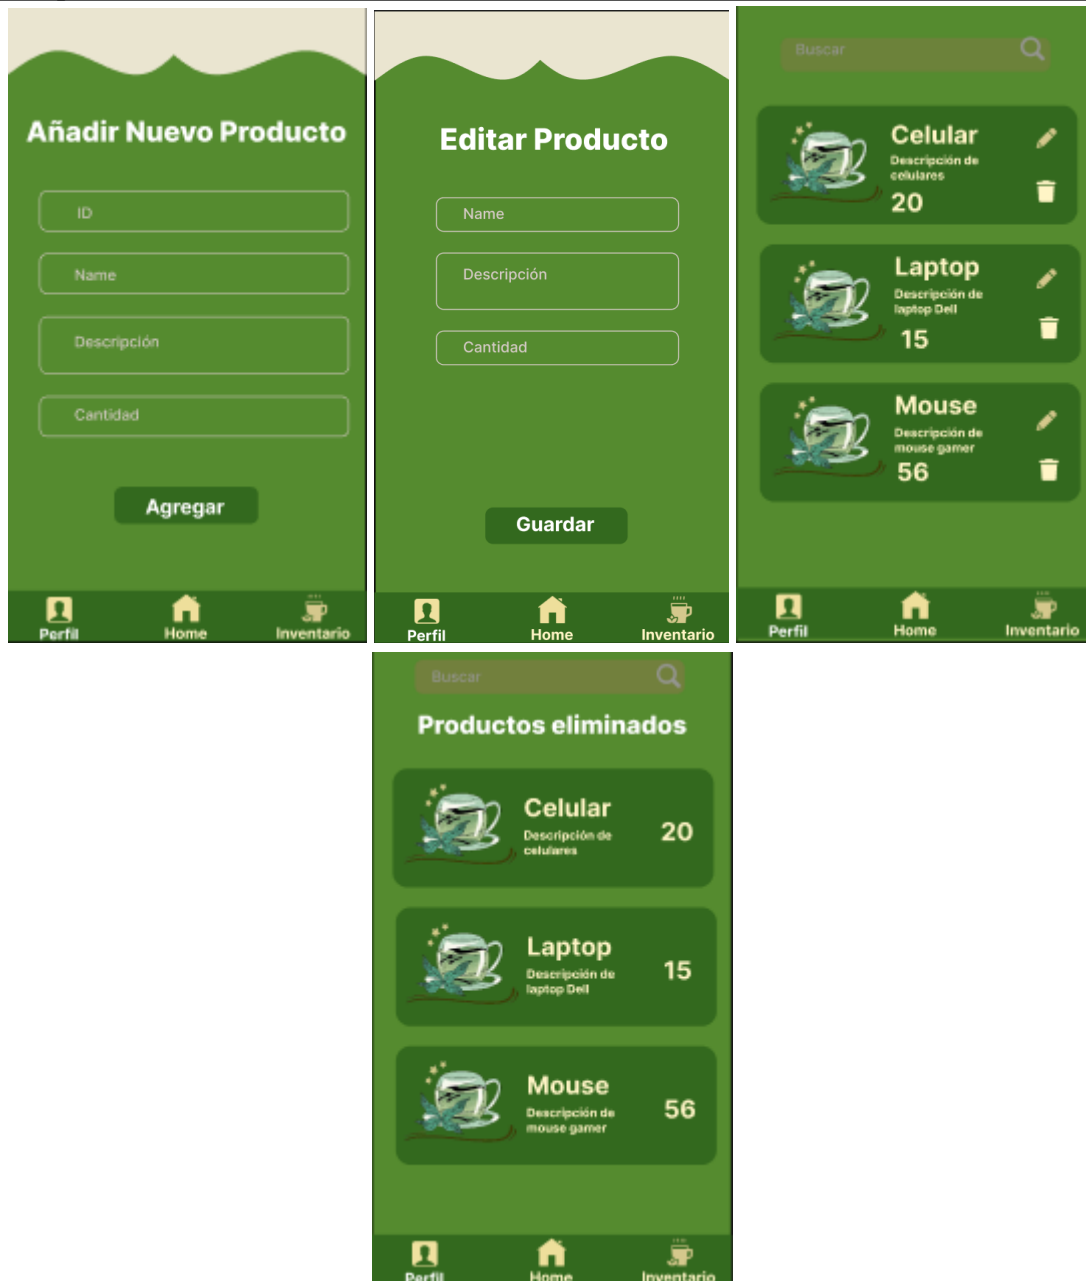 Añadir Nuevo Producto
ID
Name
Descripción
Cantidad
Agregar
Perfil
Home
Inventario
Editar Producto
Name
Descripción
Cantidad
Guardar
Perfil
Home
Inventario
Buscar
Celular
Descripción de
celulares
20
Laptop
Descripción de
laptop Dell
15
Mouse
Descripción de
mouse gamer
56
Perfil
Home
Inventario
Buscar
Productos eliminados
Celular
Descripción de
celulares
20
Laptop
Descripción de
laptop Dell
15
Mouse
Descripción de
mouse gamer
56
Perfil
Home
Inventario